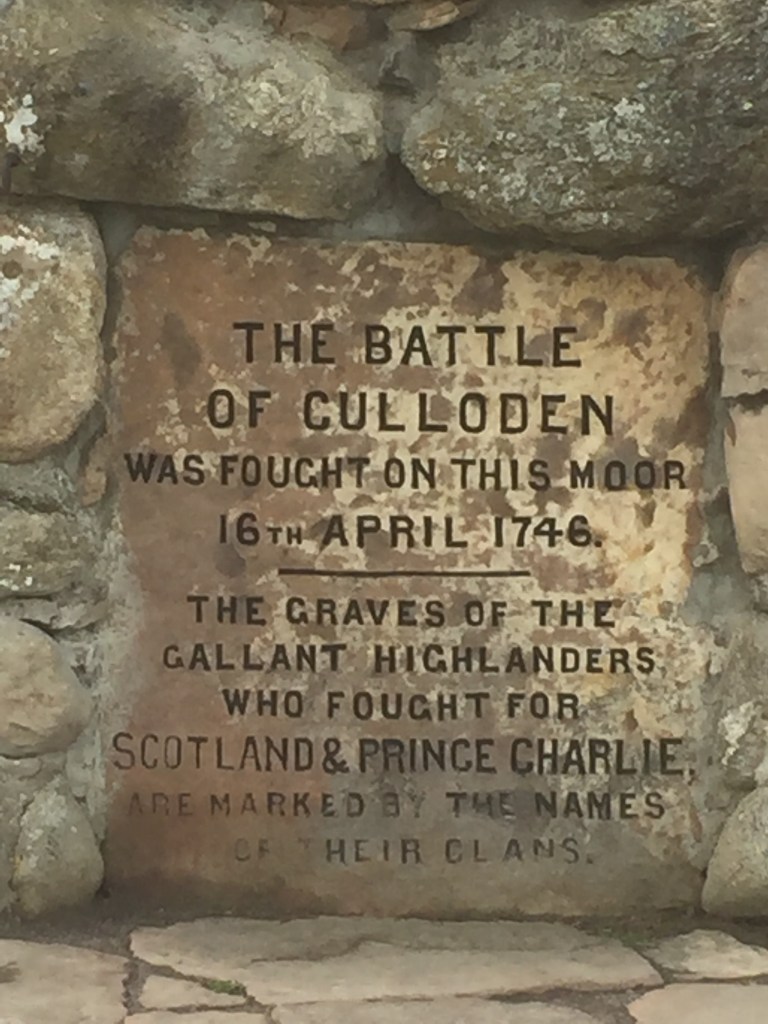 THE BATTLE
OF CULLODEN
WAS FOUGHT ON THIS MOOR
16TH APRIL 1746.
THE GRAVES OF THE
GALLANT HIGHLANDERS
WHO FOUGHT FOR
SCOTLAND & PRINCE CHARLIE,
ARE MARKED BY THE NAMES
OF THEIR CLANS.